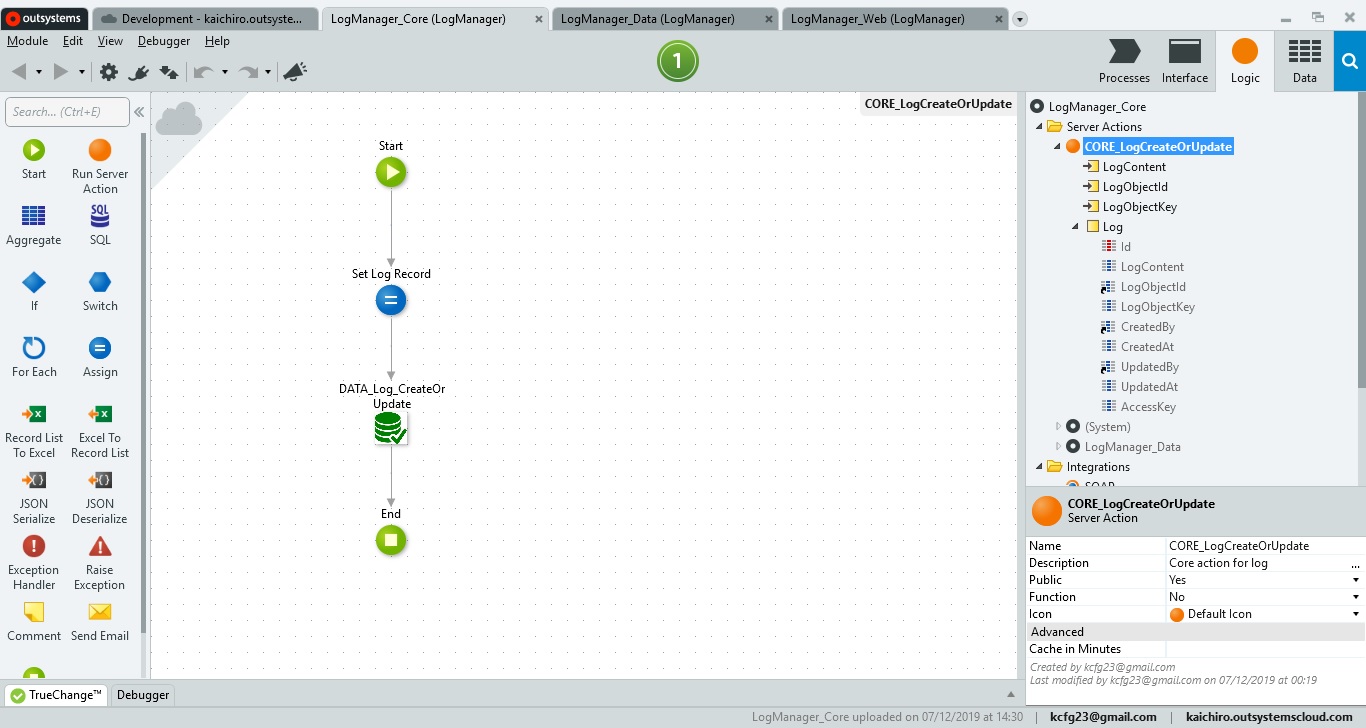 outsystems
Development - kaichiro.outsyste...
LogManager_Core (LogManager)
LogManager_Data (LogManager)
LogManager_Web (LogManager)
Module Edit View Debugger Help
1
Processes
Interface
Logic
Data
Search... (Ctrl+E)
Start
Run Server
Action
Aggregate
SQL
SQL
If
Switch
For Each
Assign
Record List
To Excel
Excel To
Record List
JSON
Serialize
JSON
Deserialize
Exception
Handler
Raise
Exception
Comment
Send Email
CORE_LogCreateOrUpdate
Start
Set Log Record
DATA_Log_CreateOr
Update
End
LogManager_Core
Server Actions
CORE_LogCreateOrUpdate
LogContent
LogObjectId
LogObjectKey
Log
Id
LogContent
LogObjectId
LogObjectKey
CreatedBy
CreatedAt
UpdatedBy
UpdatedAt
AccessKey
(System)
LogManager_Data
Integrations
SOAP
CORE_LogCreateOrUpdate
Server Action
Name CORE_LogCreateOrUpdate
Description Core action for log ...
Public Yes
Function No
Icon Default Icon
Advanced
Cache in Minutes
Created by kcfg23@gmail.com
Last modified by kcfg23@gmail.com on 07/12/2019 at 00:19
TrueChange™
Debugger
LogManager_Core uploaded on 07/12/2019 at 14:30 | kcfg23@gmail.com | kaichiro.outsystemscloud.com